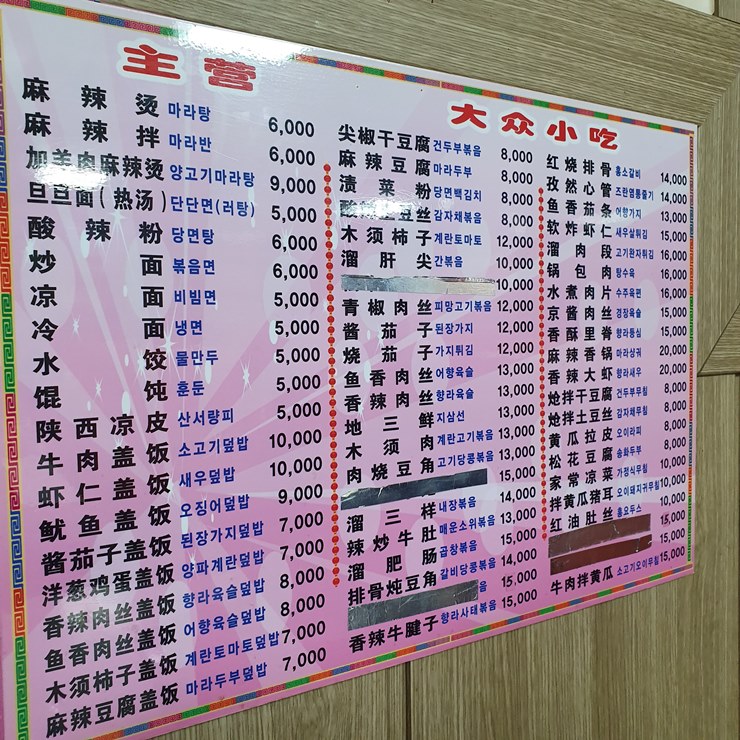 主营
麻辣烫 마라탕 6,000
麻辣拌 마라반 6,000
加羊肉麻辣烫 양고기마라탕 9,000
旦旦面(热汤) 단단면(러탕) 5,000
酸辣粉 당면탕 6,000
炒面 볶음면 6,000
凉面 비빔면 5,000
冷面 냉면 5,000
水饺 물만두 5,000
馄饨 훈둔 5,000
陕西凉皮 산서량피 5,000
牛肉盖饭 소고기덮밥 10,000
虾仁盖饭 새우덮밥 10,000
鱿鱼盖饭 오징어덮밥 9,000
酱茄子盖饭 된장가지덮밥 7,000
洋葱鸡蛋盖饭 양파계란덮밥 7,000
香辣肉丝盖饭 향라육슬덮밥 8,000
鱼香肉丝盖饭 어향육슬덮밥 8,000
木须柿子盖饭 계란토마토덮밥 7,000
麻辣豆腐盖饭 마라두부덮밥 7,000
大众小吃
尖椒干豆腐 건두부볶음 8,000
麻辣豆腐 마라두부 8,000
渍菜粉 당면백김치 8,000
酸辣土豆丝 감자채볶음 8,000
木须柿子 계란토마토 12,000
溜肝尖 간볶음 12,000
10,000
青椒肉丝 피망고기볶음 12,000
酱茄子 된장가지 12,000
烧茄子 가지튀김 12,000
鱼香肉丝 어향육슬 13,000
香辣肉丝 향라육슬 13,000
地三鲜 지삼선 13,000
木须肉 계란고기볶음 12,000
肉烧豆角 고기당콩볶음 13,000
15,000
溜三样 내장볶음 14,000
辣炒牛肚 매운소위볶음 13,000
溜肥肠 곱창볶음 15,000
排骨炖豆角 갈비당콩볶음 14,000
음 15,000
香辣牛腱子 향라사태볶음 15,000
红烧排骨 홍소갈비 14,000
孜然心管 즈란염통줄기 14,000
鱼香茄条 어향가지 13,000
软炸虾仁 새우살튀김 15,000
溜肉段 고기완자튀김 16,000
锅包肉 탕수육 16,000
水煮肉片 수주육편 16,000
京酱肉丝 경장육슬 15,000
香酥里脊 향라등심 15,000
麻辣香锅 마라샹궈 20,000
香辣大虾 향라새우 20,000
炝拌干豆腐 건두부무침 8,000
炝拌土豆丝 감자채무침 8,000
黄瓜拉皮 오이라피 8,000
松花豆腐 송화두부 8,000
家常凉菜 가정식무침 10,000
拌黄瓜猪耳 오이돼지귀무침 10,000
红油肚丝 홍요두스 10,000
15,000
15,000
牛肉拌黄瓜 소고기오이무침 15,000